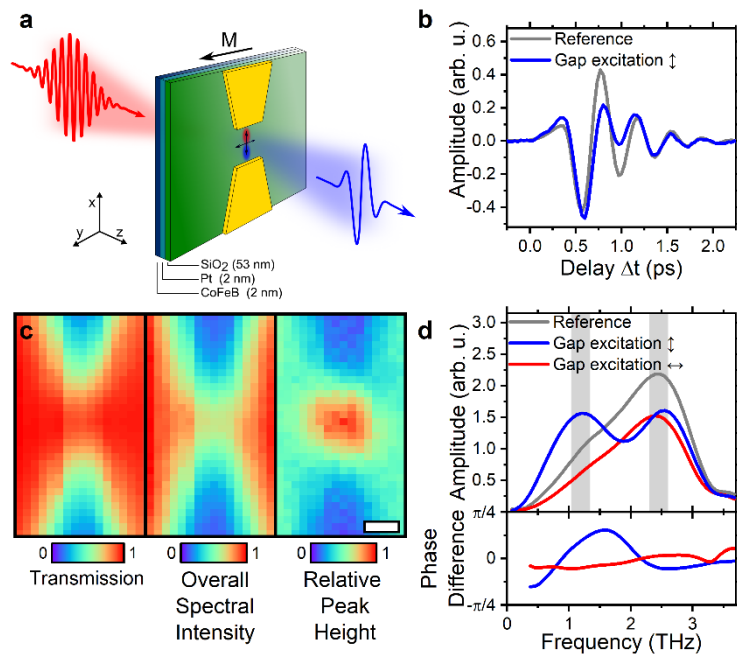 a
M
x
y
z
SiO2 (53 nm)
Pt (2 nm)
CoFeB (2 nm)
b
Reference
Gap excitation ↕
Amplitude (arb. u.)
0.6
0.4
0.2
0.0
-0.2
-0.4
0.0 0.5 1.0 1.5 2.0
Delay Δt (ps)
c
0 1
Transmission
0 1
Overall
Spectral
Intensity
0 1
Relative
Peak
Height
d
Reference
Gap excitation ↕
Gap excitation ↔
Amplitude (arb. u.)
3.0
2.5
2.0
1.5
1.0
0.5
Phase
Difference
π/4
0
-π/4
0 1 2 3
Frequency (THz)